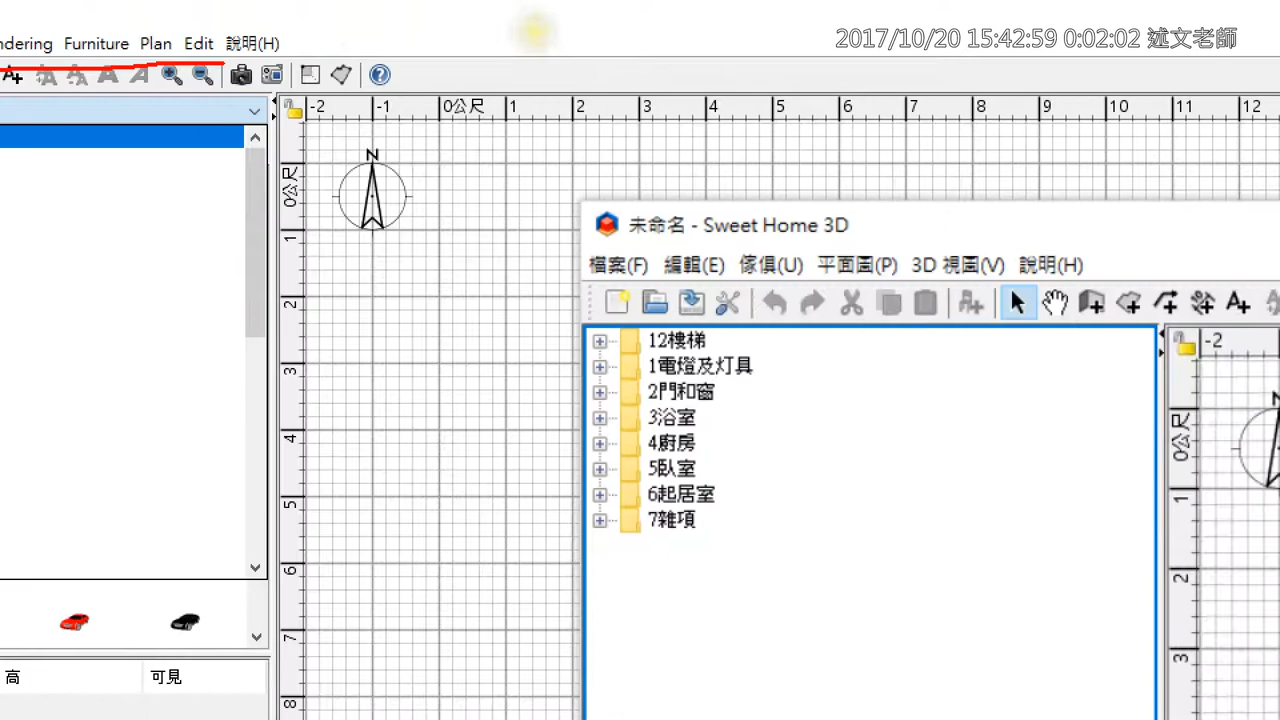 2017/10/20 15:42:59 0:02:02 述文老師
ndering Furniture Plan Edit 說明(H)
-2 -1 0公尺 1 2 3 4 5 6 7 8 9 10 11 12
N
0公尺
1
2
3
4
5
6
7
8
高 可見
未命名 - Sweet Home 3D
檔案(F) 編輯(E) 傢俱(U) 平面圖(P) 3D 視圖(V) 說明(H)
12樓梯
1電燈及灯具
2門和窗
3浴室
4廚房
5臥室
6起居室
7雜項
-2
N
0公尺
1
2
3